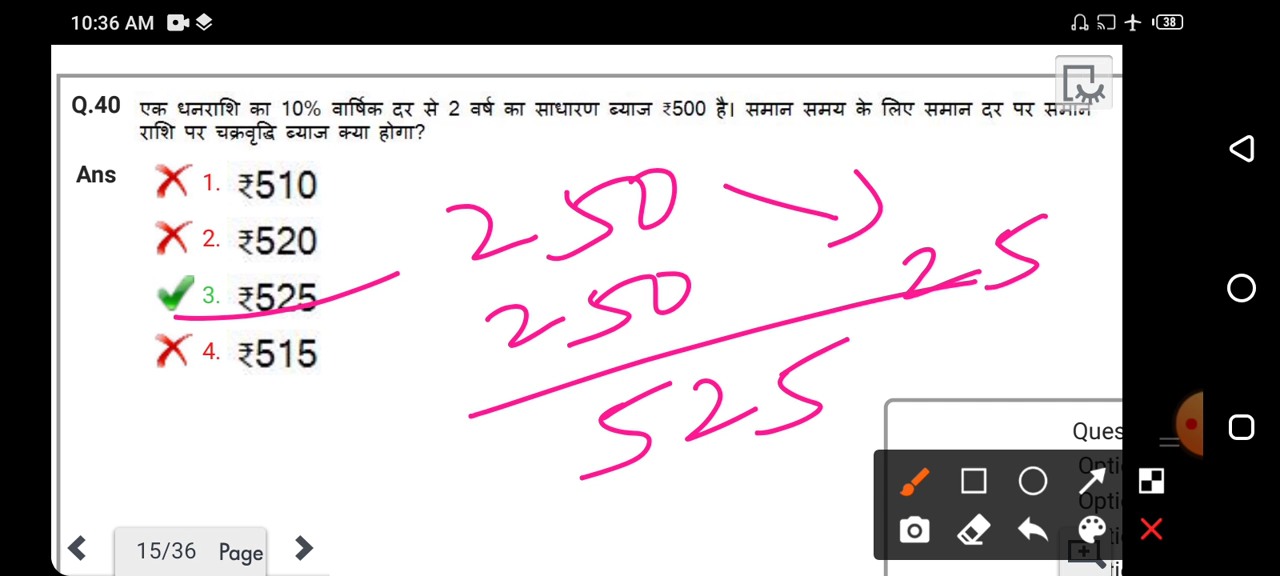 10:36 AM 38
Q.40 एक धनराशि का 10% वार्षिक दर से 2 वर्ष का साधारण ब्याज ₹500 है। समान समय के लिए समान दर पर समान
राशि पर चक्रवृद्धि ब्याज क्या होगा?
Ans
1. ₹510
2. ₹520
3. ₹525
4. ₹515
250
250
25
525
Ques
Opti
Opti
15/36 Page